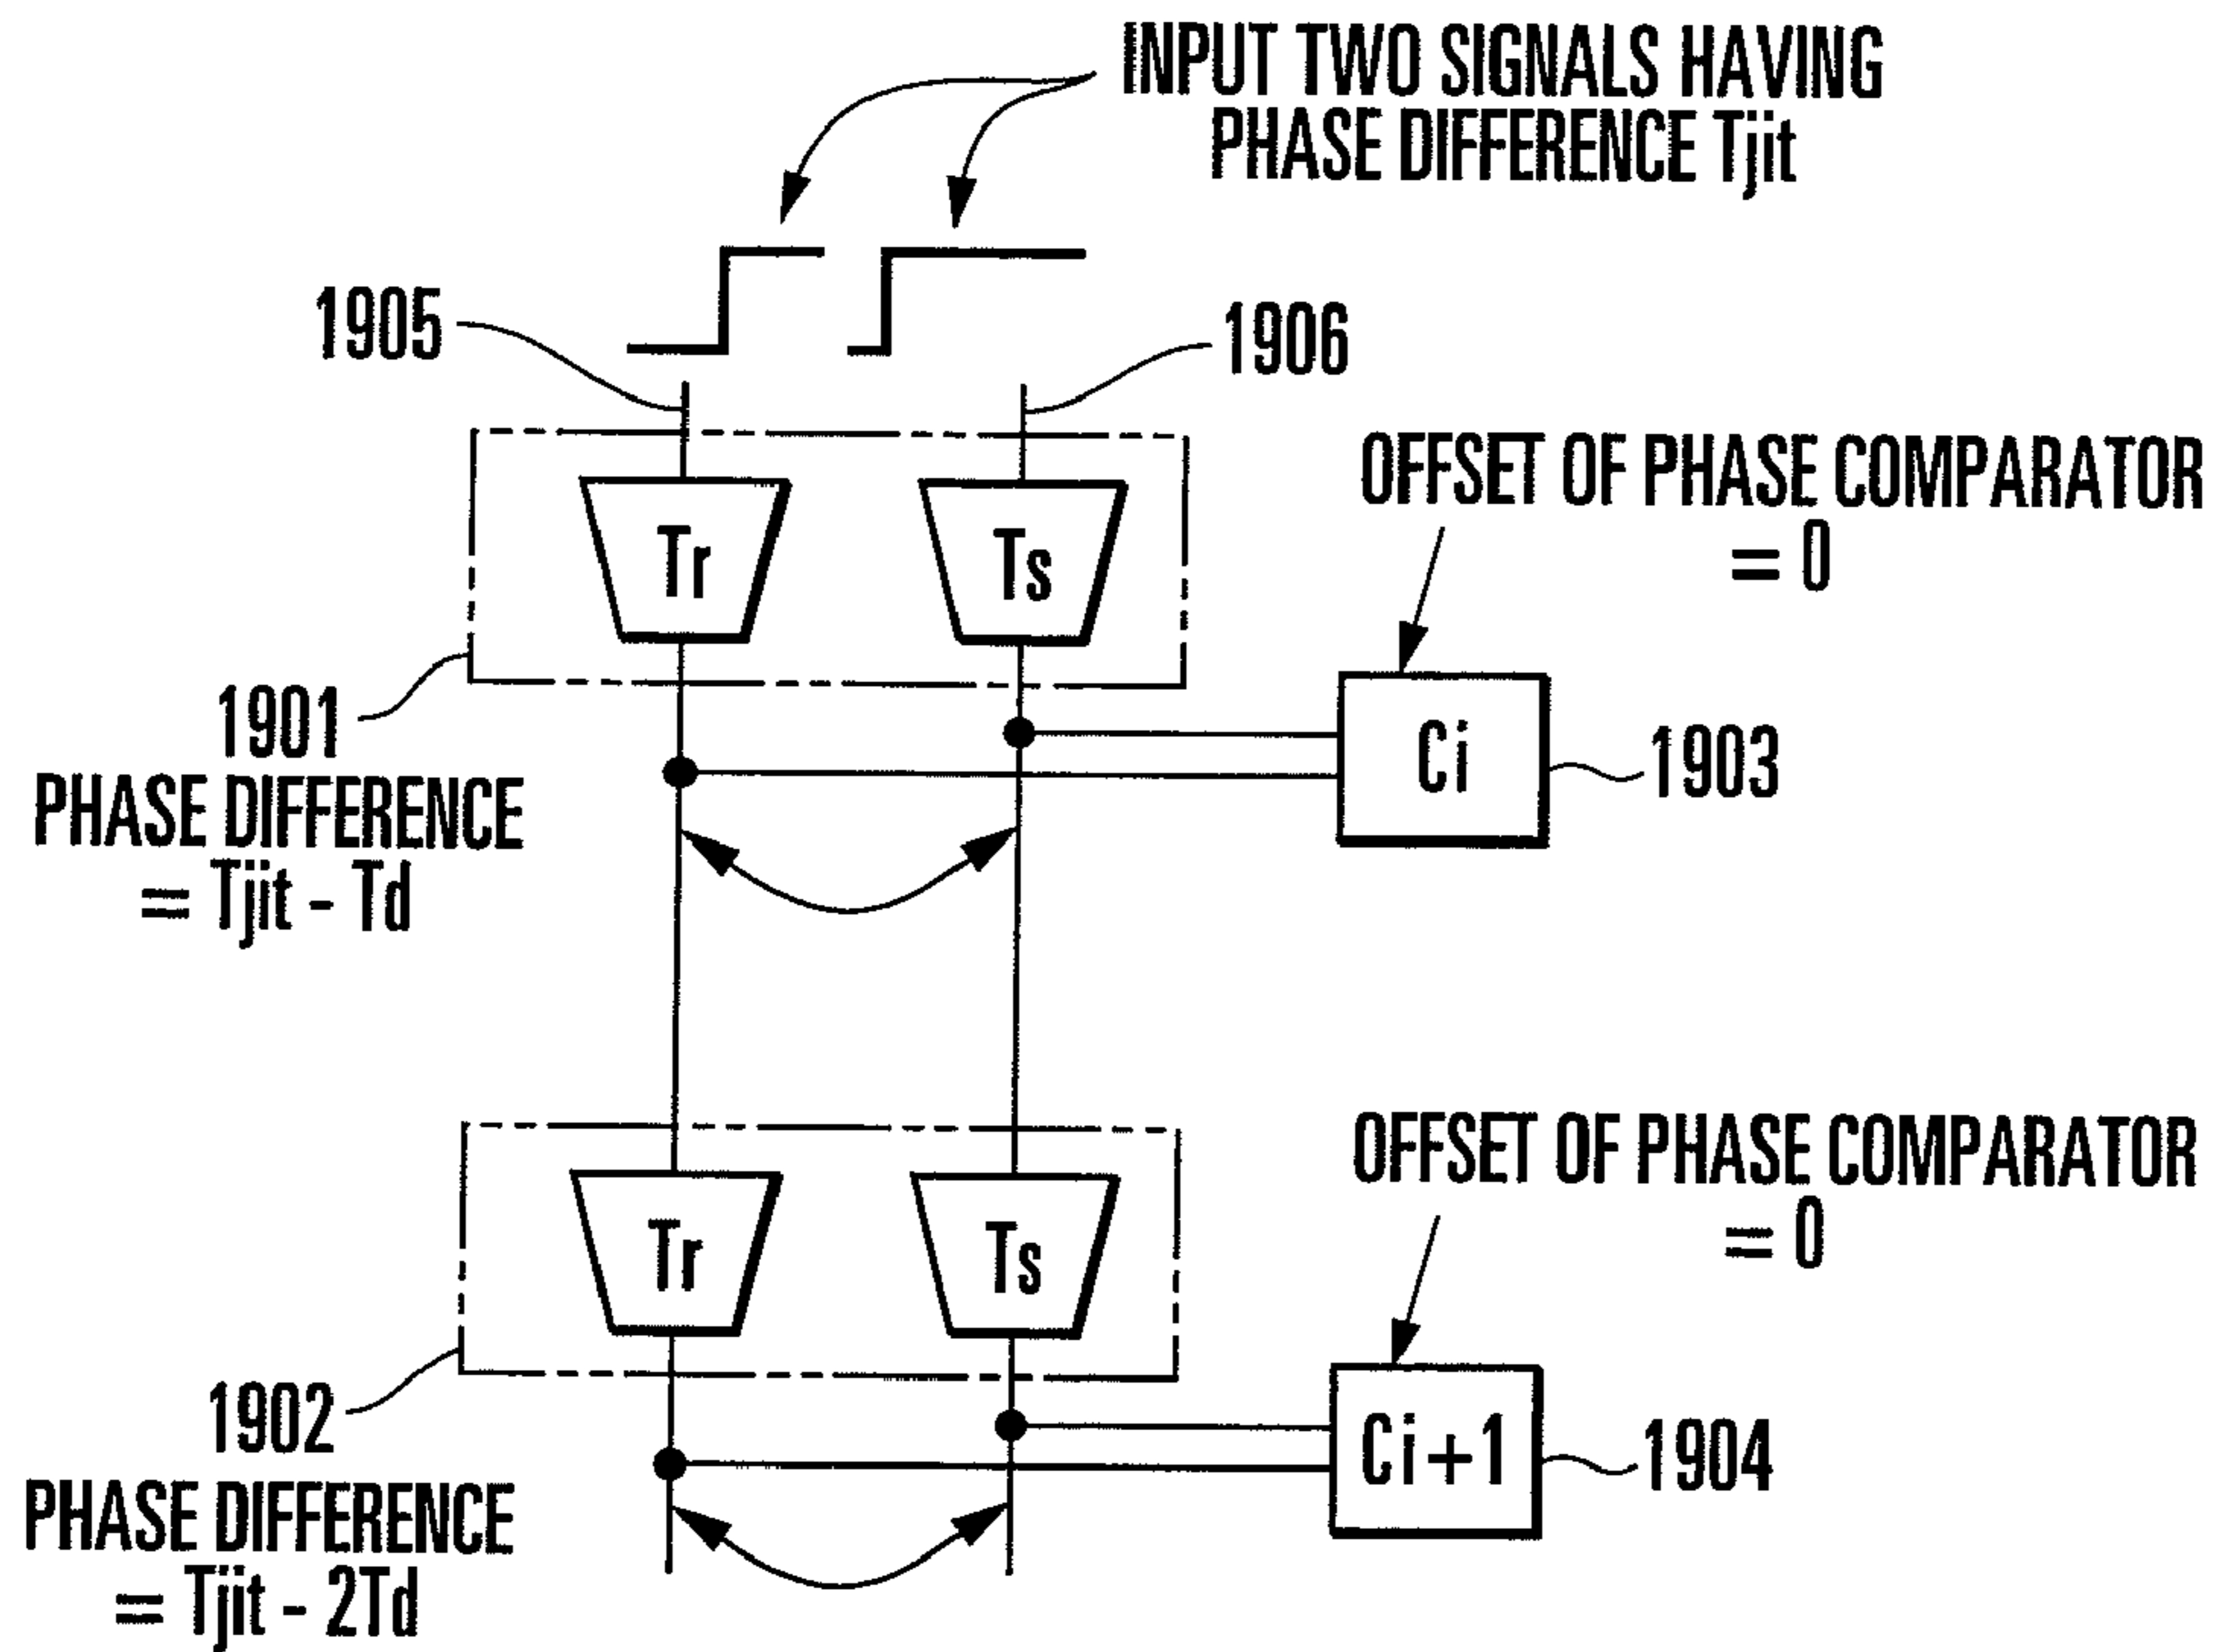 INPUT TWO SIGNALS HAVING
PHASE DIFFERENCE Tjit
1905
1906
OFFSET OF PHASE COMPARATOR
= 0
Tr
Ts
1901
PHASE DIFFERENCE
= Tjit - Td
Ci
1903
OFFSET OF PHASE COMPARATOR
= 0
Tr
Ts
1902
PHASE DIFFERENCE
= Tjit - 2Td
Ci+1
1904